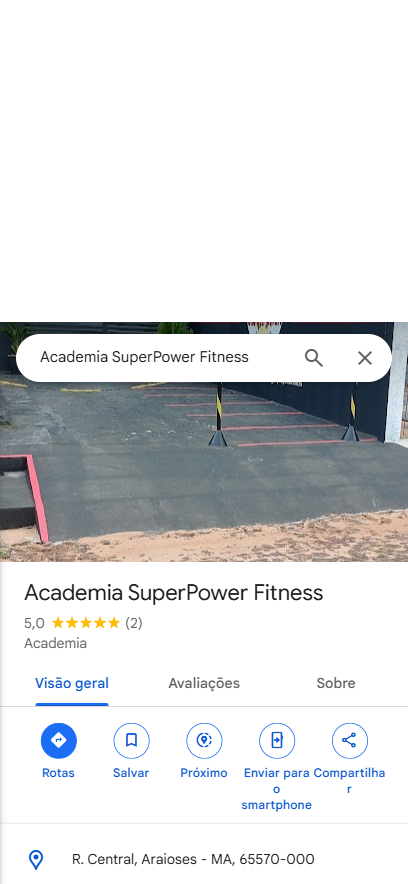 Academia SuperPower Fitness
Academia SuperPower Fitness
5,0 (2)
Academia
Visão geral Avaliações Sobre
Rotas Salvar Próximo Enviar para o smartphone Compartilhar
R. Central, Araioses - MA, 65570-000